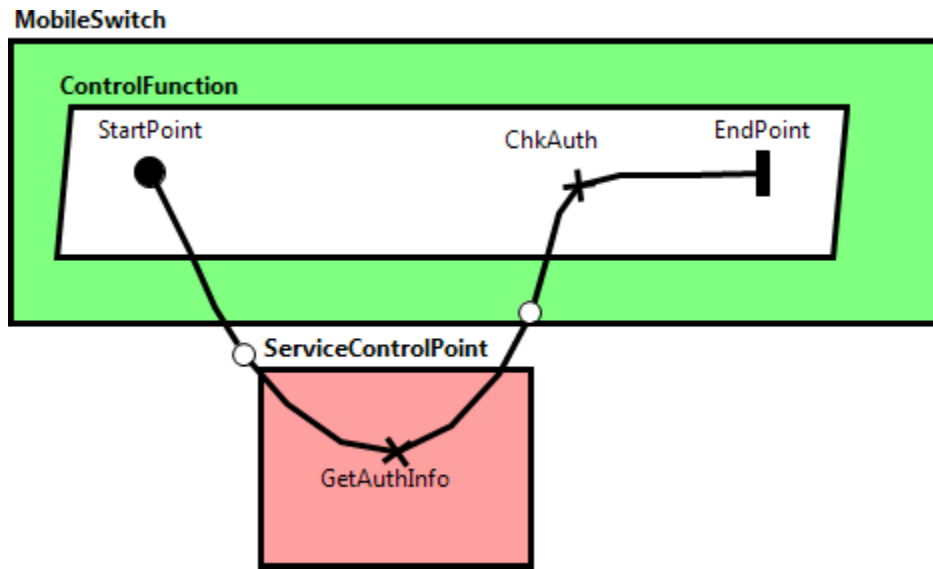 MobileSwitch
ControlFunction
StartPoint
ChkAuth
EndPoint
ServiceControlPoint
GetAuthInfo